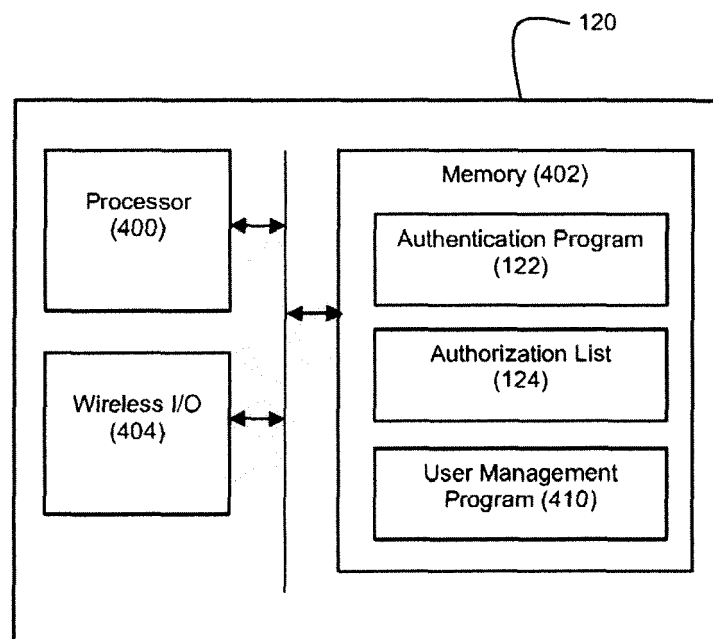 120
Processor
(400)
Wireless I/O
(404)
Memory (402)
Authentication Program
(122)
Authorization List
(124)
User Management
Program (410)